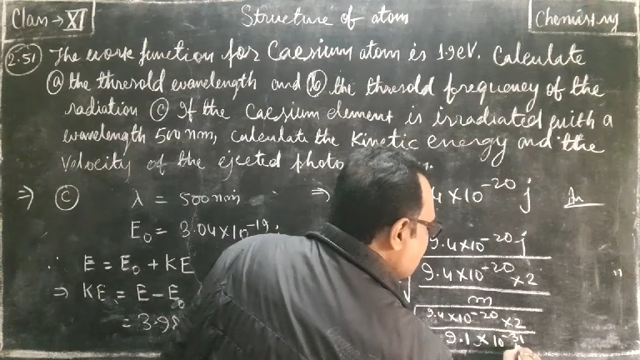 Class → XI
Structure of atom
Chemistry
2.51 The work function for Caesium atom is 1.9eV. Calculate
(a) the thresold wavelength and (b) the thresold frequency of the
radiation (c) If the Caesium element is irradiated with a
wavelength 500 nm, calculate the Kinetic energy and the
Velocity of the ejected photo
⇒ (c) λ = 500nm
E₀ = 3.04×10⁻¹⁹
∴ E = E₀ + KE
⇒ KE = E - E₀
= 3.98
⇒
4×10⁻²⁰ j
9.4×10⁻²⁰ j
9.4×10⁻²⁰×2
m
9.4×10⁻²⁰×2
9.1×10⁻³¹